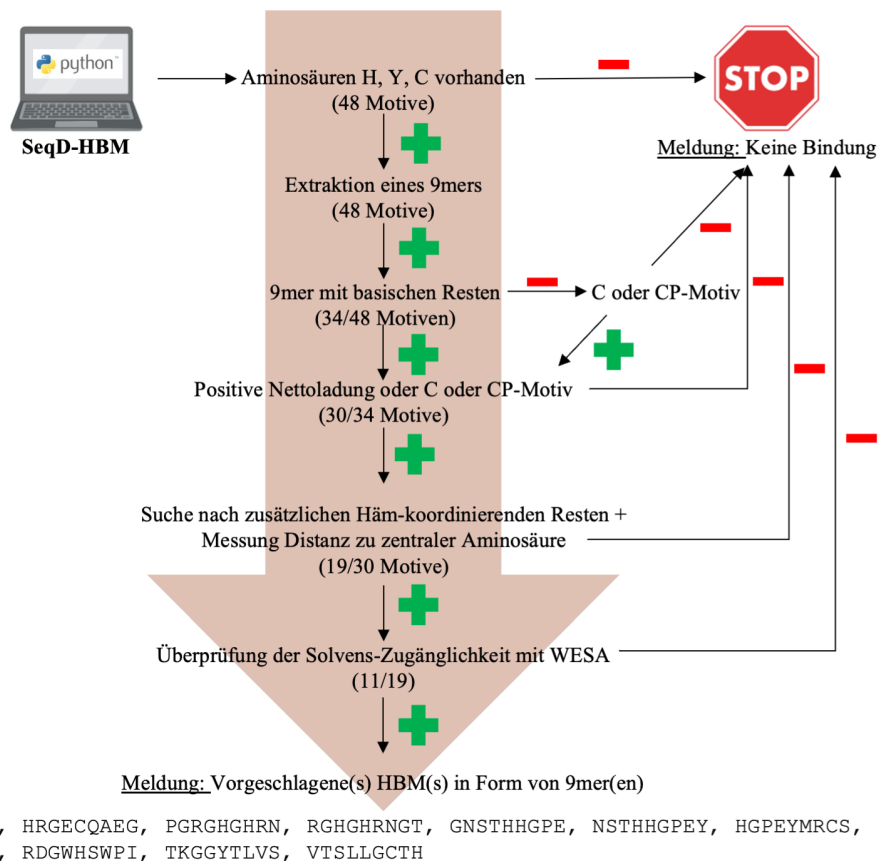 python™
SeqD-HBM
Aminosäuren H, Y, C vorhanden
(48 Motive)
STOP
Meldung: Keine Bindung
Extraktion eines 9mers
(48 Motive)
9mer mit basischen Resten
(34/48 Motiven)
C oder CP-Motiv
Positive Nettoladung oder C oder CP-Motiv
(30/34 Motive)
Suche nach zusätzlichen Häm-koordinierenden Resten +
Messung Distanz zu zentraler Aminosäure
(19/30 Motive)
Überprüfung der Solvens-Zugänglichkeit mit WESA
(11/19)
Meldung: Vorgeschlagene(s) HBM(s) in Form von 9mer(en)
, HRGECQAEG, PGRGHGHRN, RGHGHRNGT, GNSTHHGPE, NSTHHGPEY, HGPEYMRCS,
, RDGWHSWPI, TKGGYTLVS, VTSLLGCTH